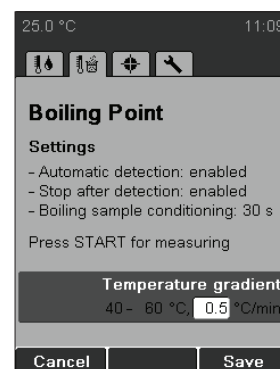 25.0 °C 11:09
Boiling Point
Settings
- Automatic detection: enabled
- Stop after detection: enabled
- Boiling sample conditioning: 30 s
Press START for measuring
Temperature gradient
40 - 60 °C, 0.5 °C/min
Cancel Save